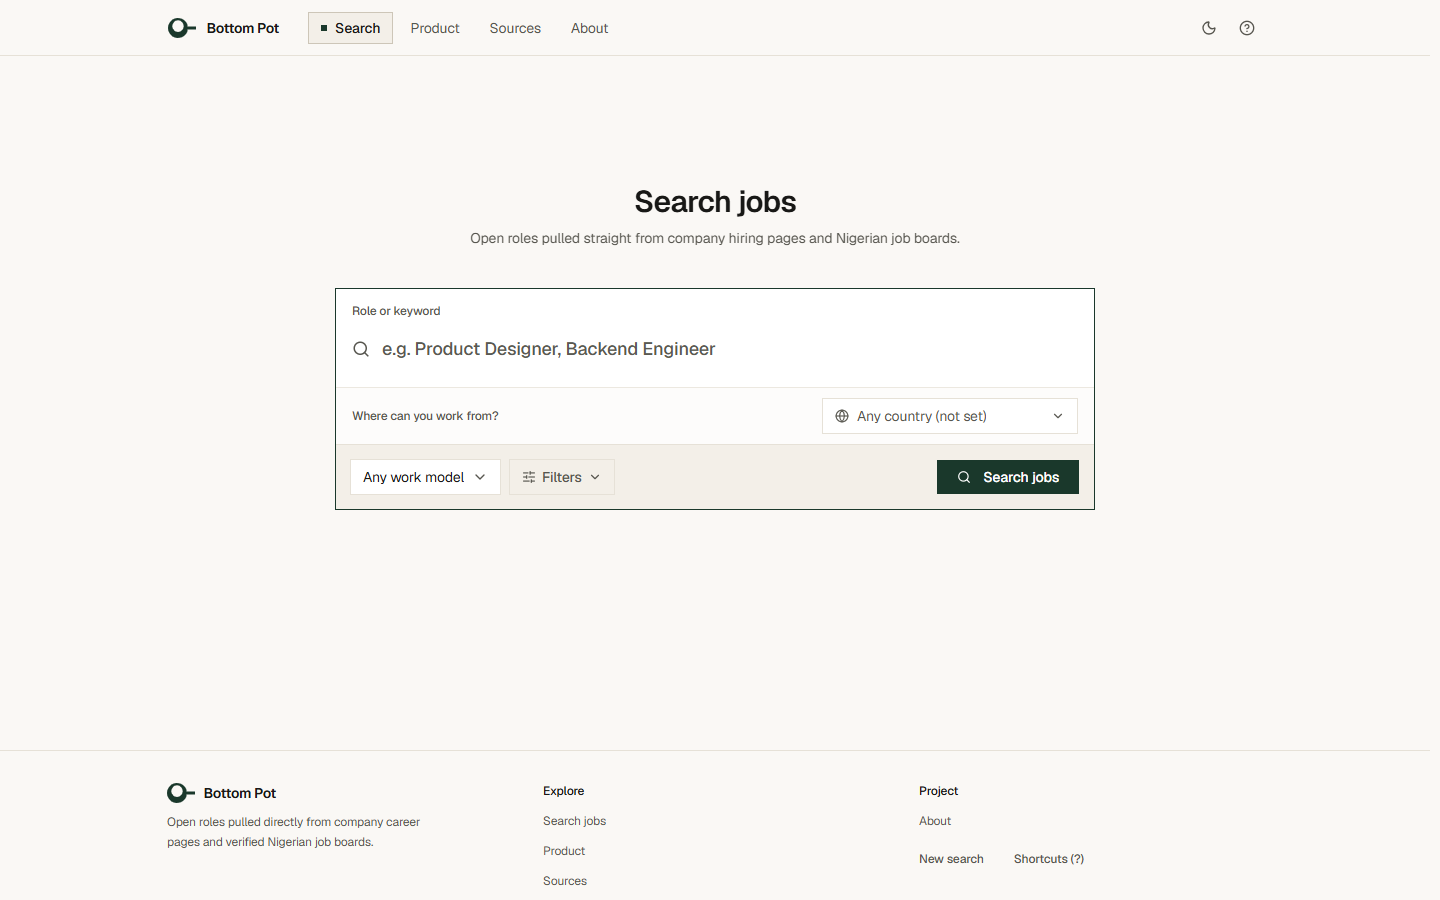 Bottom Pot
Search
Product
Sources
About
Search jobs
Open roles pulled straight from company hiring pages and Nigerian job boards.
Role or keyword
e.g. Product Designer, Backend Engineer
Where can you work from?
Any country (not set)
Any work model
Filters
Search jobs
Bottom Pot
Open roles pulled directly from company career
pages and verified Nigerian job boards.
Explore
Search jobs
Product
Sources
Project
About
New search
Shortcuts (?)